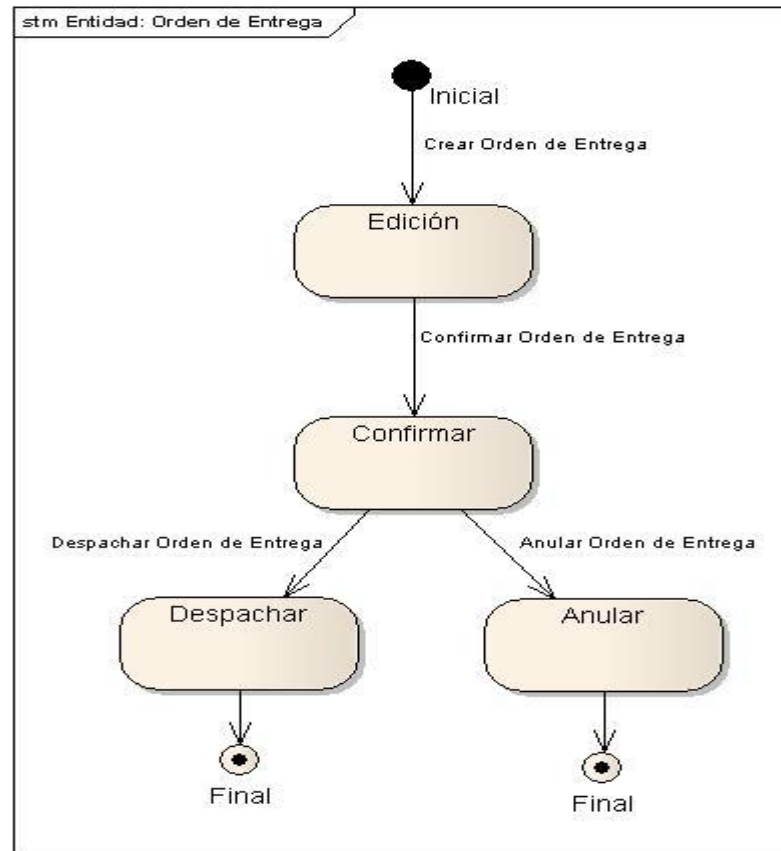 stm Entidad: Orden de Entrega
Inicial
Crear Orden de Entrega
Edición
Confirmar Orden de Entrega
Confirmar
Despachar Orden de Entrega
Anular Orden de Entrega
Despachar
Anular
Final
Final